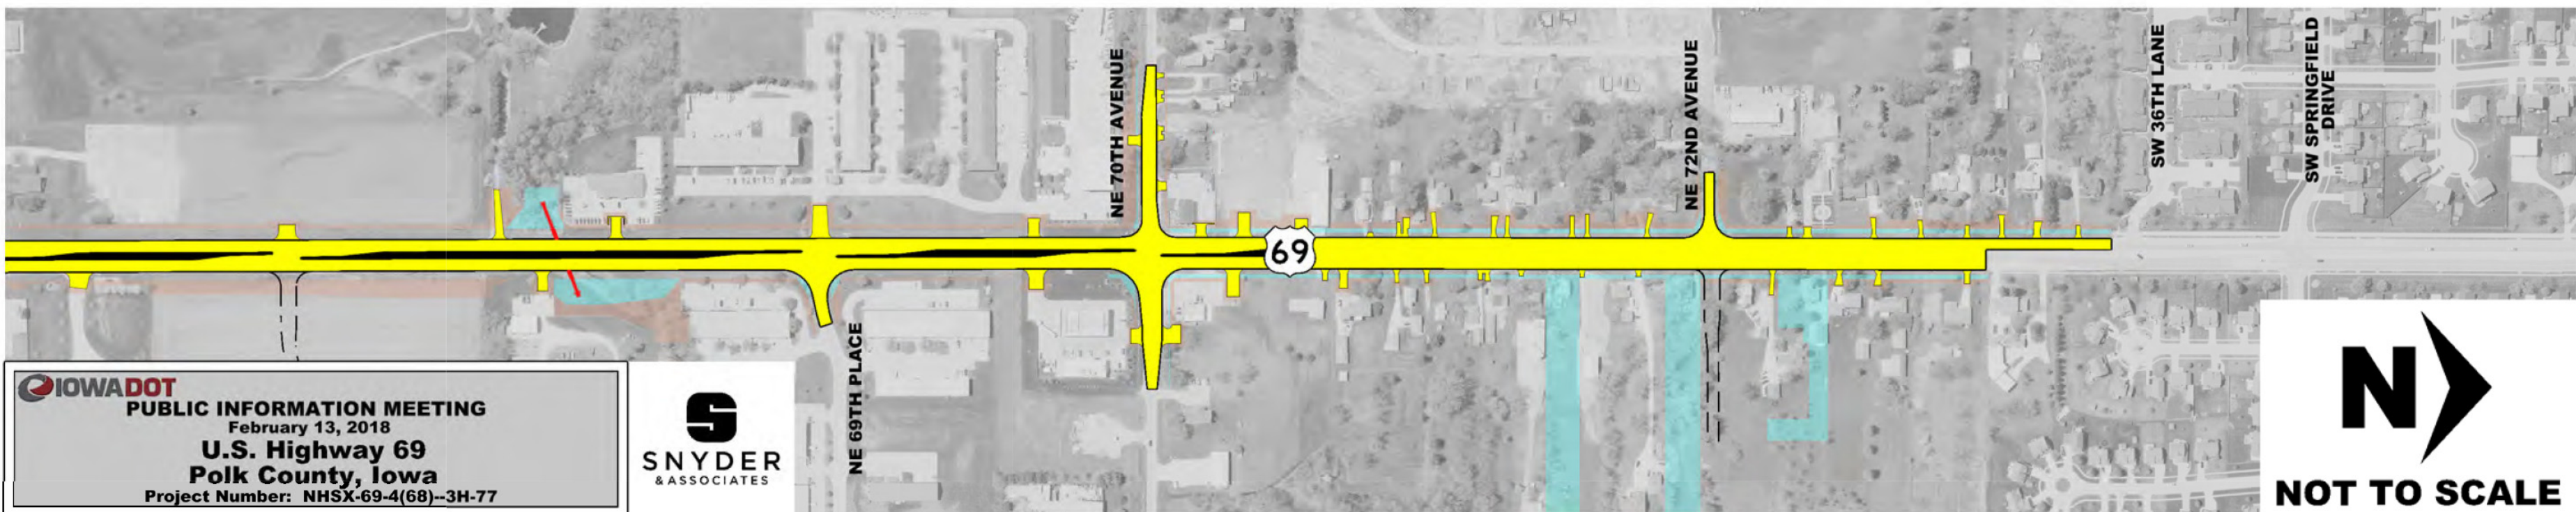 NE 70TH AVENUE
NE 72ND AVENUE
SW 36TH LANE
SW SPRINGFIELD
DRIVE
69
NE 69TH PLACE
IOWADOT
PUBLIC INFORMATION MEETING
February 13, 2018
U.S. Highway 69
Polk County, Iowa
Project Number: NHSX-69-4(68)--3H-77
S
SNYDER
& ASSOCIATES
N
NOT TO SCALE